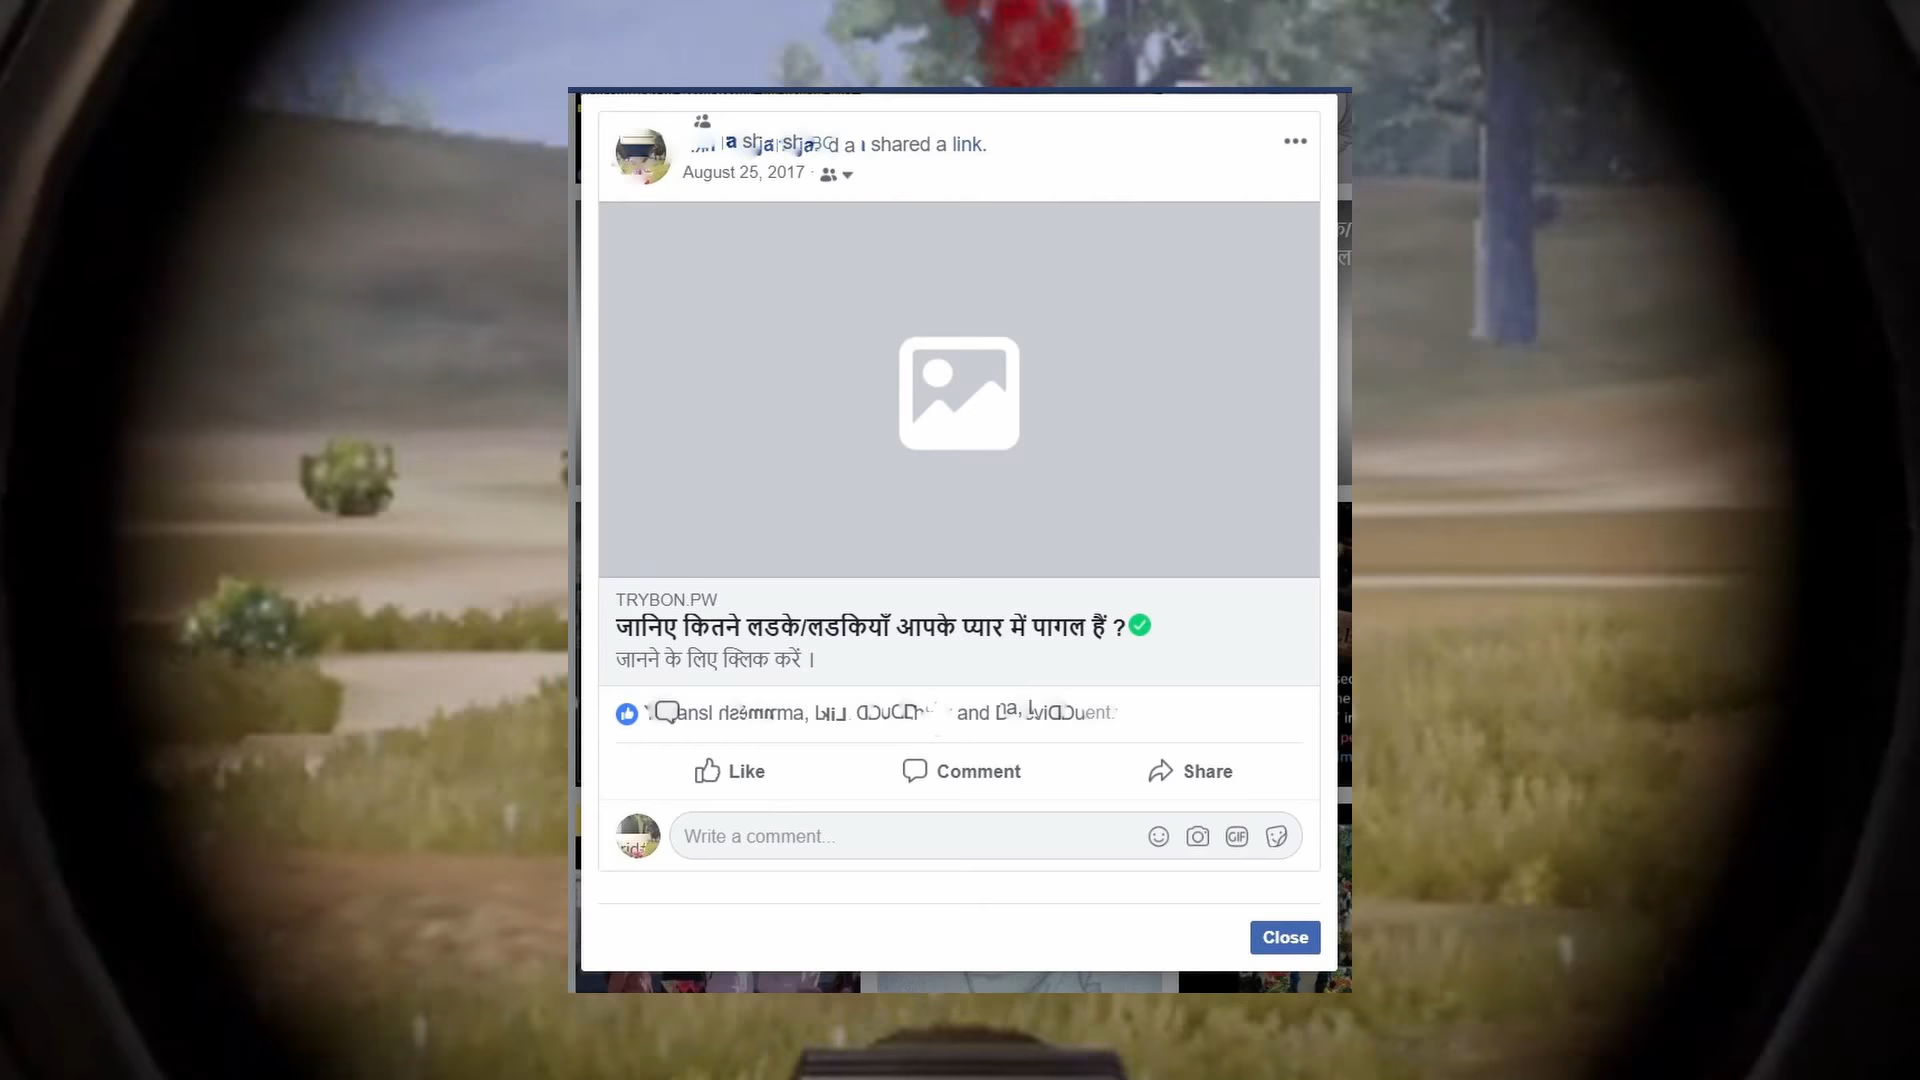 shared a link.
August 25, 2017
TRYBON.PW
जानिए कितने लडके/लडकियाँ आपके प्यार में पागल हैं ?
जानने के लिए क्लिक करें ।
and
Like Comment Share
Write a comment...
GIF
Close